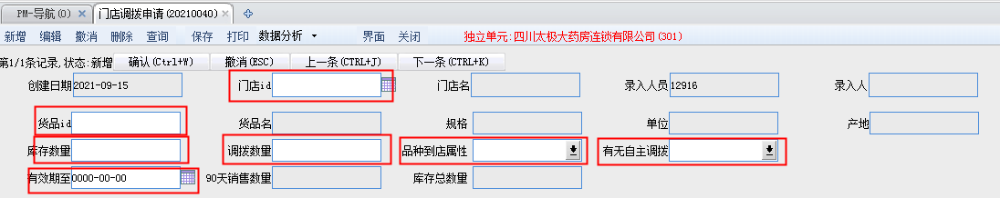 PM-导航(0) 门店调拨申请(20210040)
新增 编辑 撤消 删除 查询 保存 打印 数据分析 界面 关闭 独立单元:四川太极大药房连锁有限公司(301)
第1/1条记录,状态:新增 确认(Ctrl+W) 撤消(ESC) 上一条(CTRL+J) 下一条(CTRL+K)
创建日期 2021-09-15 门店id 门店名 录入人员 12916 录入人
货品id 货品名 规格 单位 产地
库存数量 调拨数量 品种到店属性 有无自主调拨
有效期至 0000-00-00 90天销售数量 库存总数量